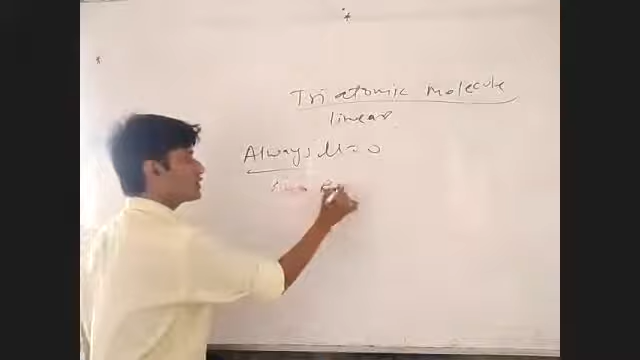 Tri atomic molecule
linear
Always μ = 0